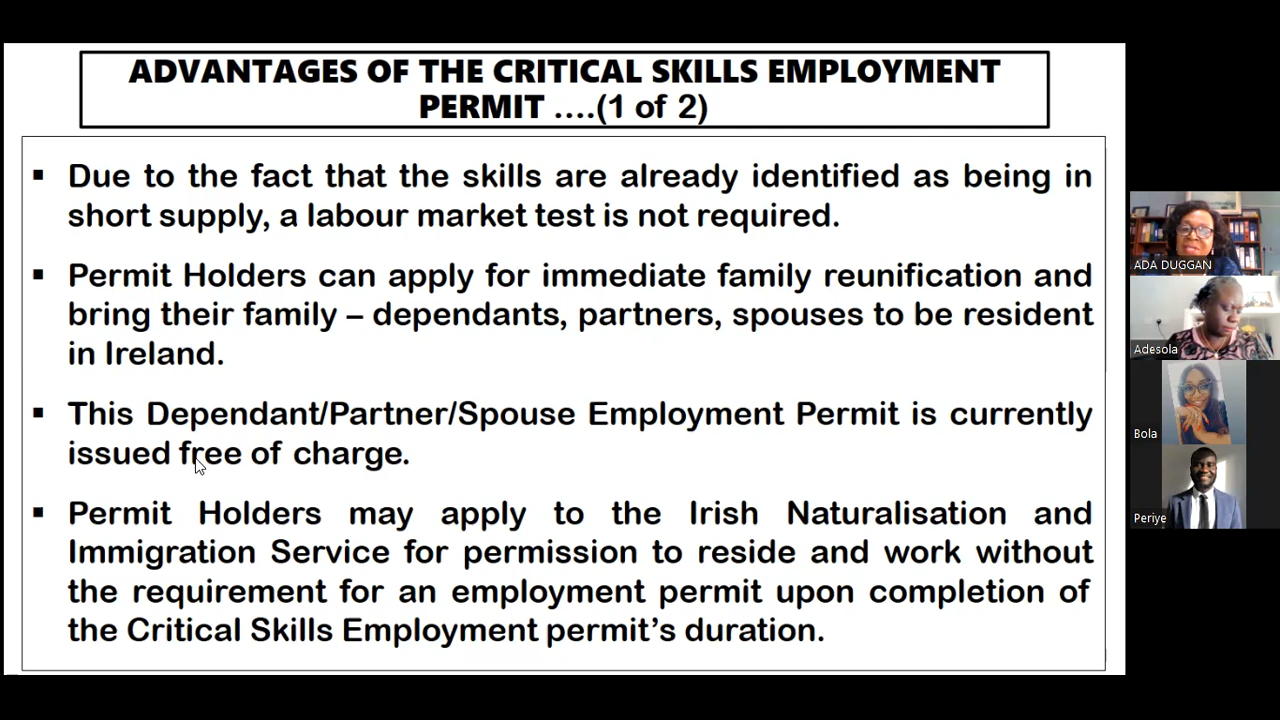 ADVANTAGES OF THE CRITICAL SKILLS EMPLOYMENT
PERMIT ....(1 of 2)
▪ Due to the fact that the skills are already identified as being in
short supply, a labour market test is not required.
▪ Permit Holders can apply for immediate family reunification and
bring their family – dependants, partners, spouses to be resident
in Ireland.
▪ This Dependant/Partner/Spouse Employment Permit is currently
issued free of charge.
▪ Permit Holders may apply to the Irish Naturalisation and
Immigration Service for permission to reside and work without
the requirement for an employment permit upon completion of
the Critical Skills Employment permit's duration.
ADA DUGGAN
Adesola
Bola
Periye